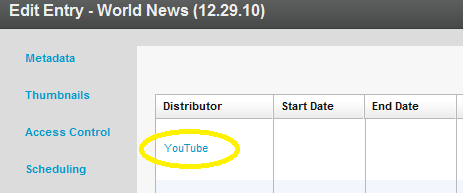 Edit Entry - World News (12.29.10)
Metadata
Thumbnails
Access Control
Scheduling
Distributor Start Date End Date
YouTube